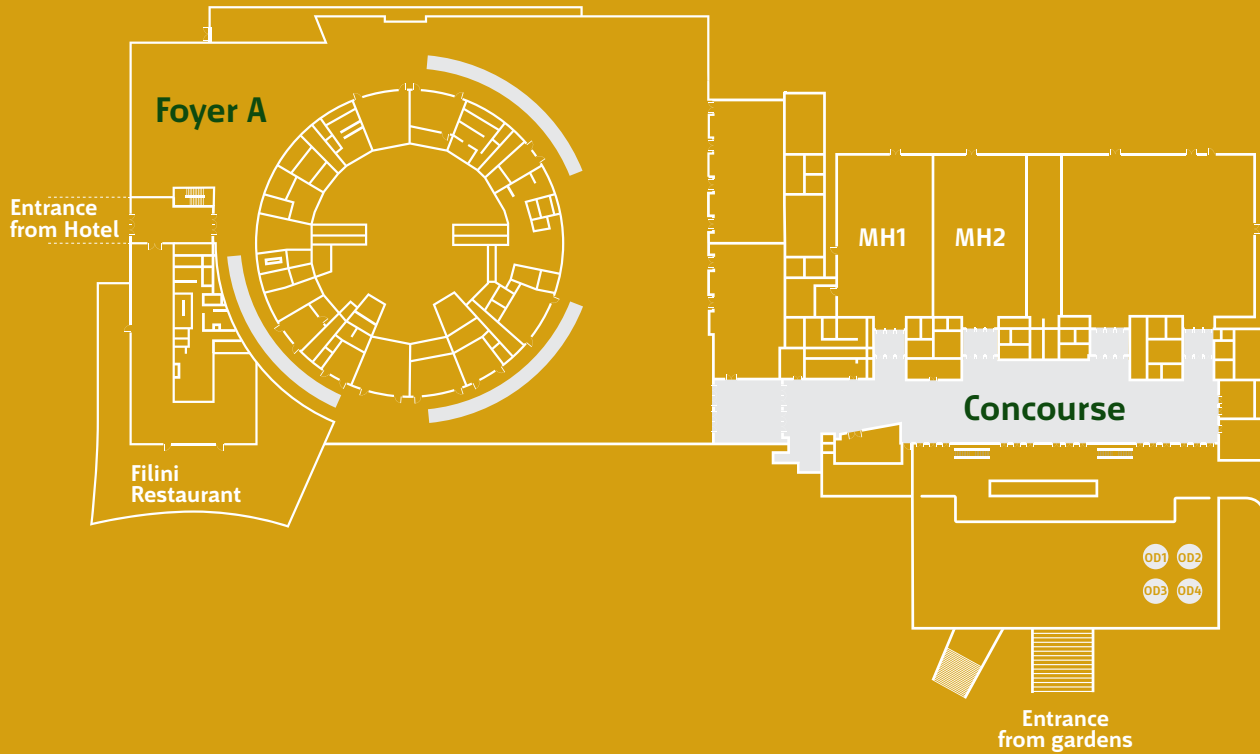 Foyer A
Entrance
from Hotel
MH1
MH2
Concourse
Filini
Restaurant
OD1
OD2
OD3
OD4
Entrance
from gardens